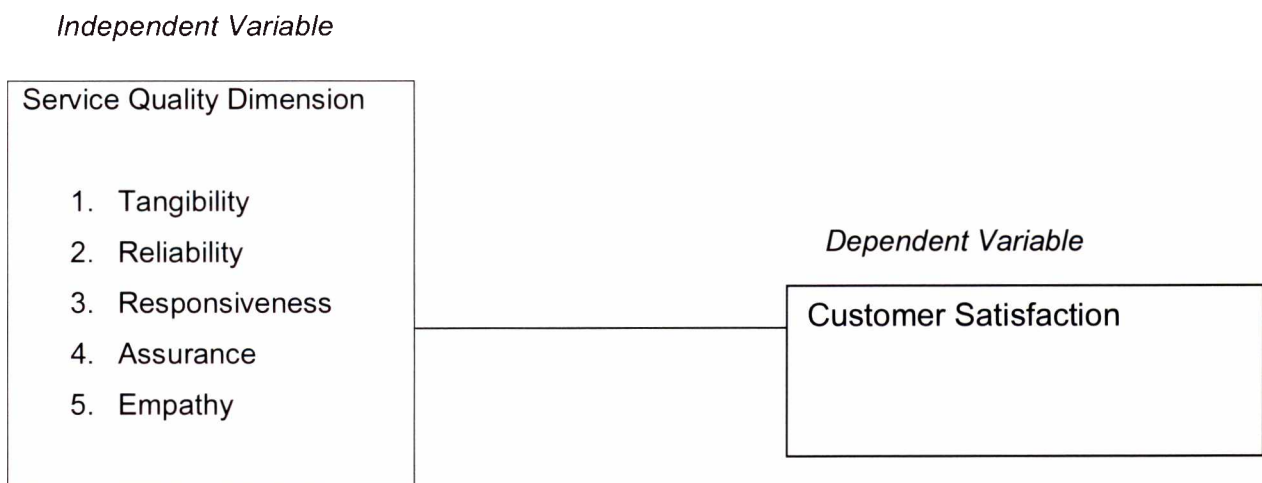 Independent Variable
Service Quality Dimension
1. Tangibility
2. Reliability
3. Responsiveness
4. Assurance
5. Empathy
Dependent Variable
Customer Satisfaction